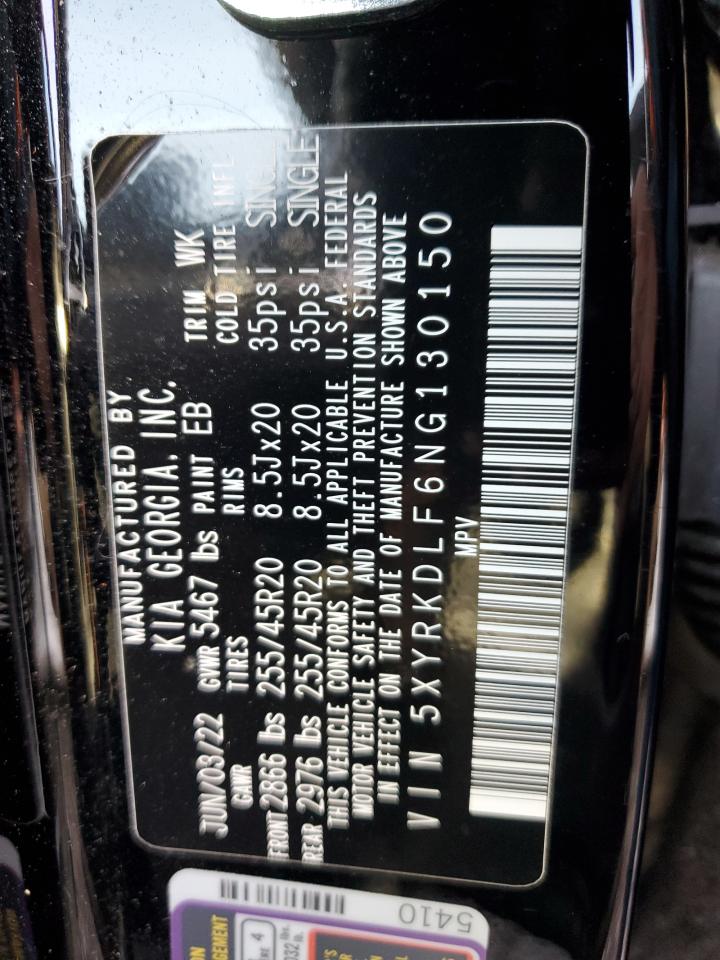 MANUFACTURED BY
KIA GEORGIA, INC.
JUN/03/22 GVWR 5467 lbs PAINT EB TRIM WK
GAWR TIRES RIMS COLD TIRE INFL
FRONT 2866 lbs 255/45R20 8.5Jx20 35psi SINGLE
REAR 2976 lbs 255/45R20 8.5Jx20 35psi SINGLE
THIS VEHICLE CONFORMS TO ALL APPLICABLE U.S.A. FEDERAL
MOTOR VEHICLE SAFETY AND THEFT PREVENTION STANDARDS
IN EFFECT ON THE DATE OF MANUFACTURE SHOWN ABOVE
VIN 5XYRKDLF6NG130150
MPV
5410